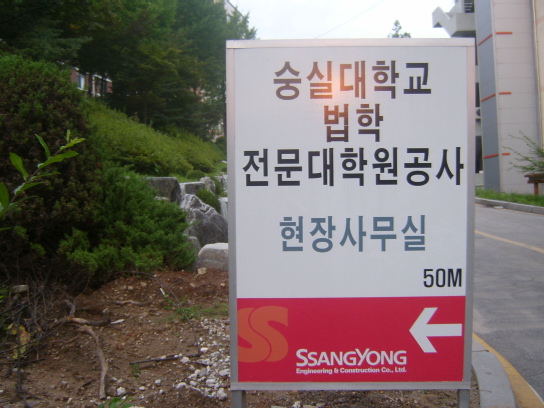 숭실대학교
법학
전문대학원공사
현장사무실
50M
SS
SSANGYONG
Engineering & Construction Co., Ltd.